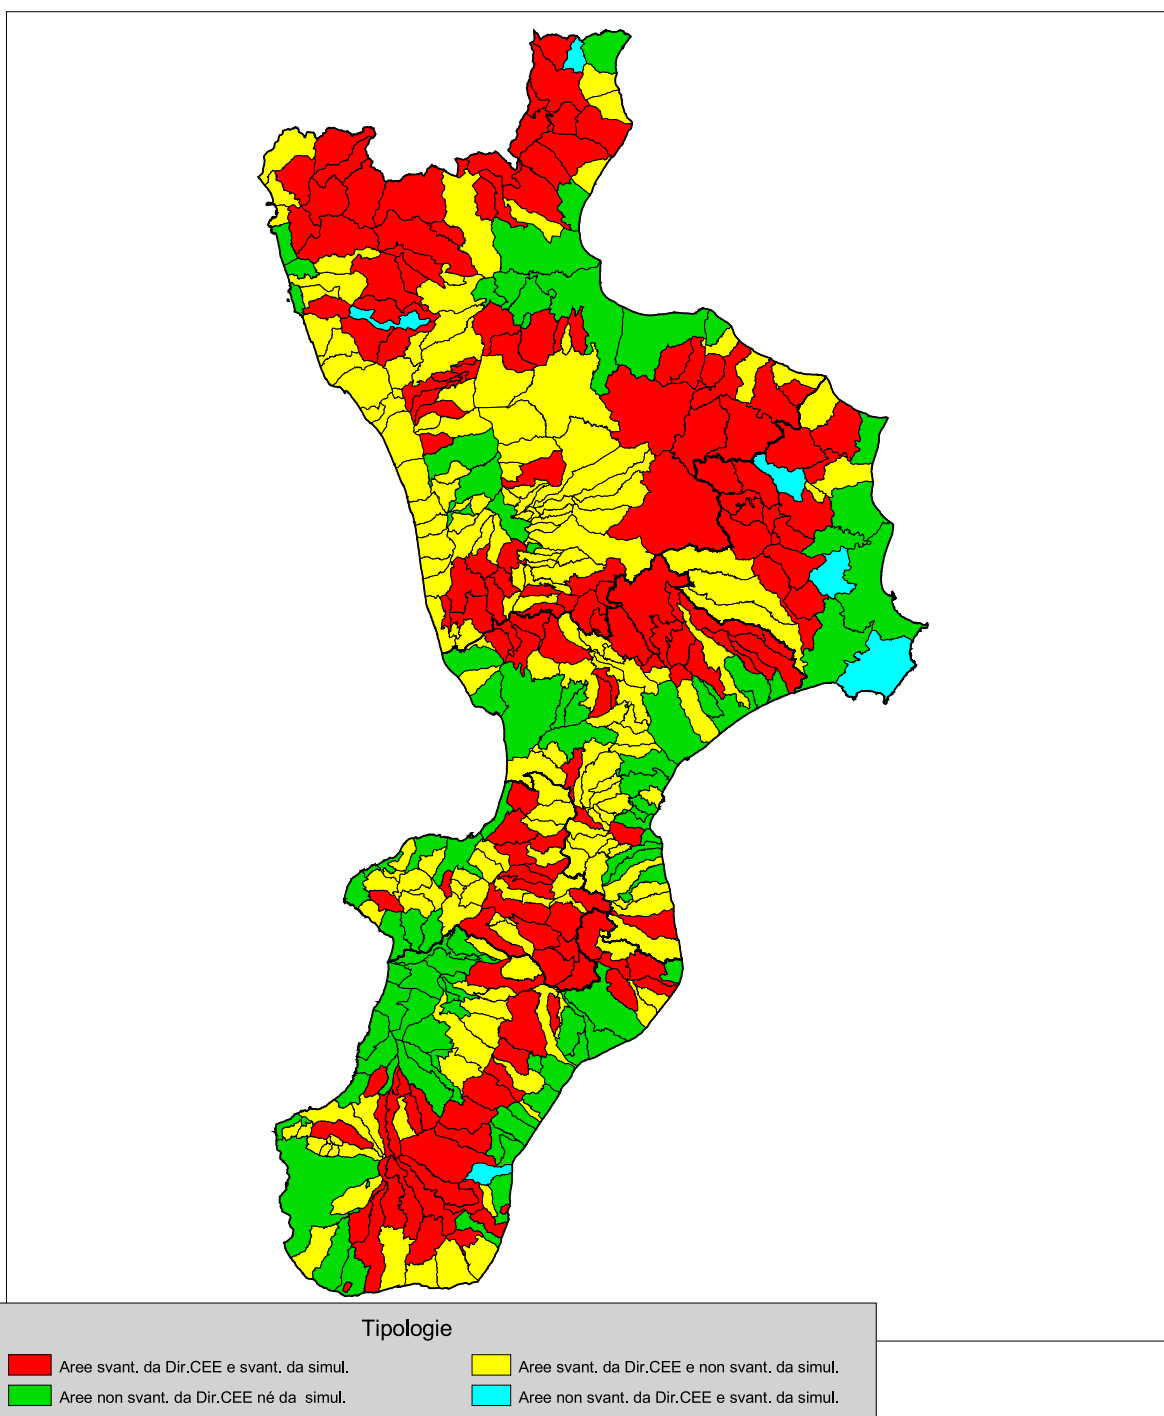 Tipologie
Aree svant. da Dir.CEE e svant. da simul.
Aree svant. da Dir.CEE e non svant. da simul.
Aree non svant. da Dir.CEE né da simul.
Aree non svant. da Dir.CEE e svant. da simul.